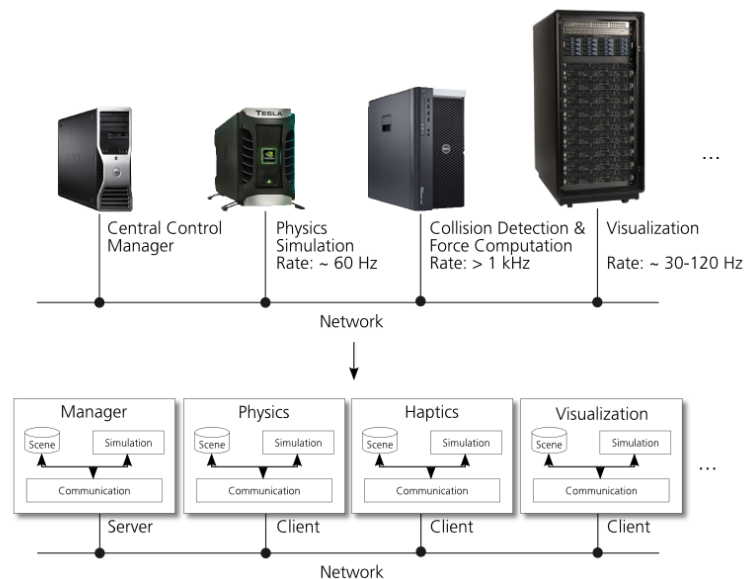 TESLA
...
Central Control
Manager
Physics
Simulation
Rate: ~ 60 Hz
Collision Detection &
Force Computation
Rate: > 1 kHz
Visualization
Rate: ~ 30-120 Hz
Network
Manager
Scene
Simulation
Communication
Physics
Scene
Simulation
Communication
Haptics
Scene
Simulation
Communication
Visualization
Scene
Simulation
Communication
...
Server
Client
Client
Client
Network